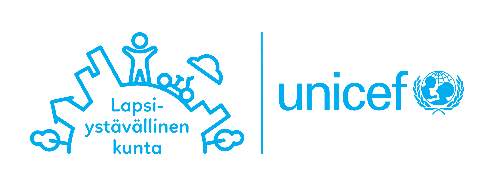 Lapsi-
ystävällinen
kunta
unicef